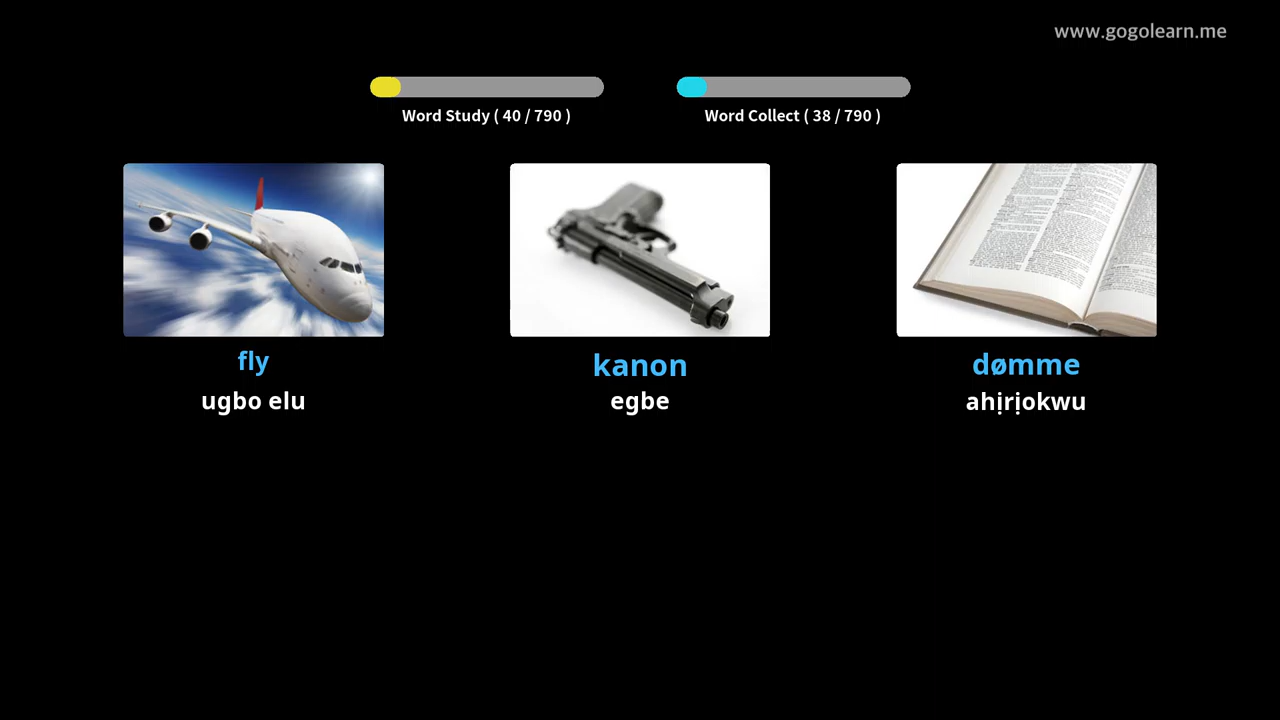 www.gogolearn.me
Word Study ( 40 / 790 )
Word Collect ( 38 / 790 )
fly
kanon
dømme
ugbo elu
egbe
ahịrịokwu